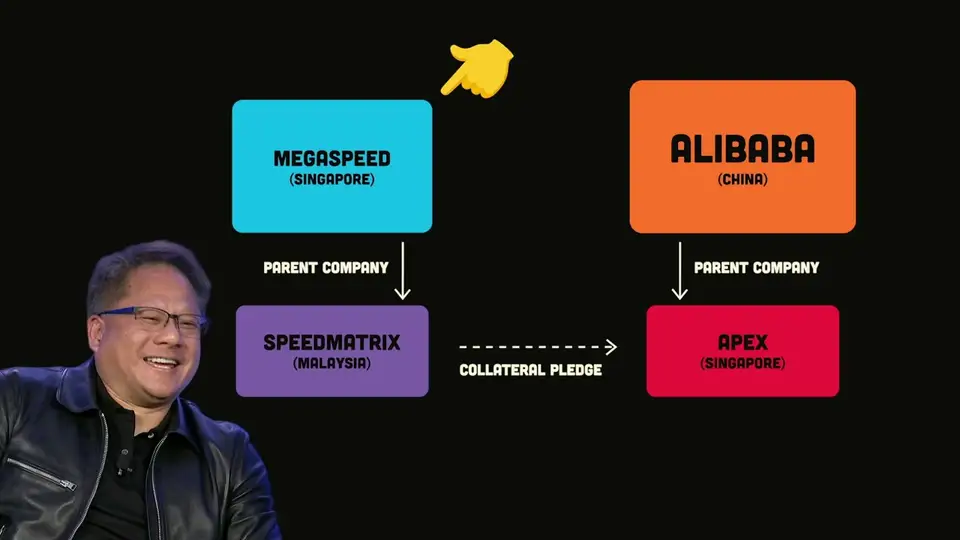 MEGASPEED
(SINGAPORE)
ALIBABA
(CHINA)
PARENT COMPANY
PARENT COMPANY
SPEEDMATRIX
(MALAYSIA)
COLLATERAL PLEDGE
APEX
(SINGAPORE)